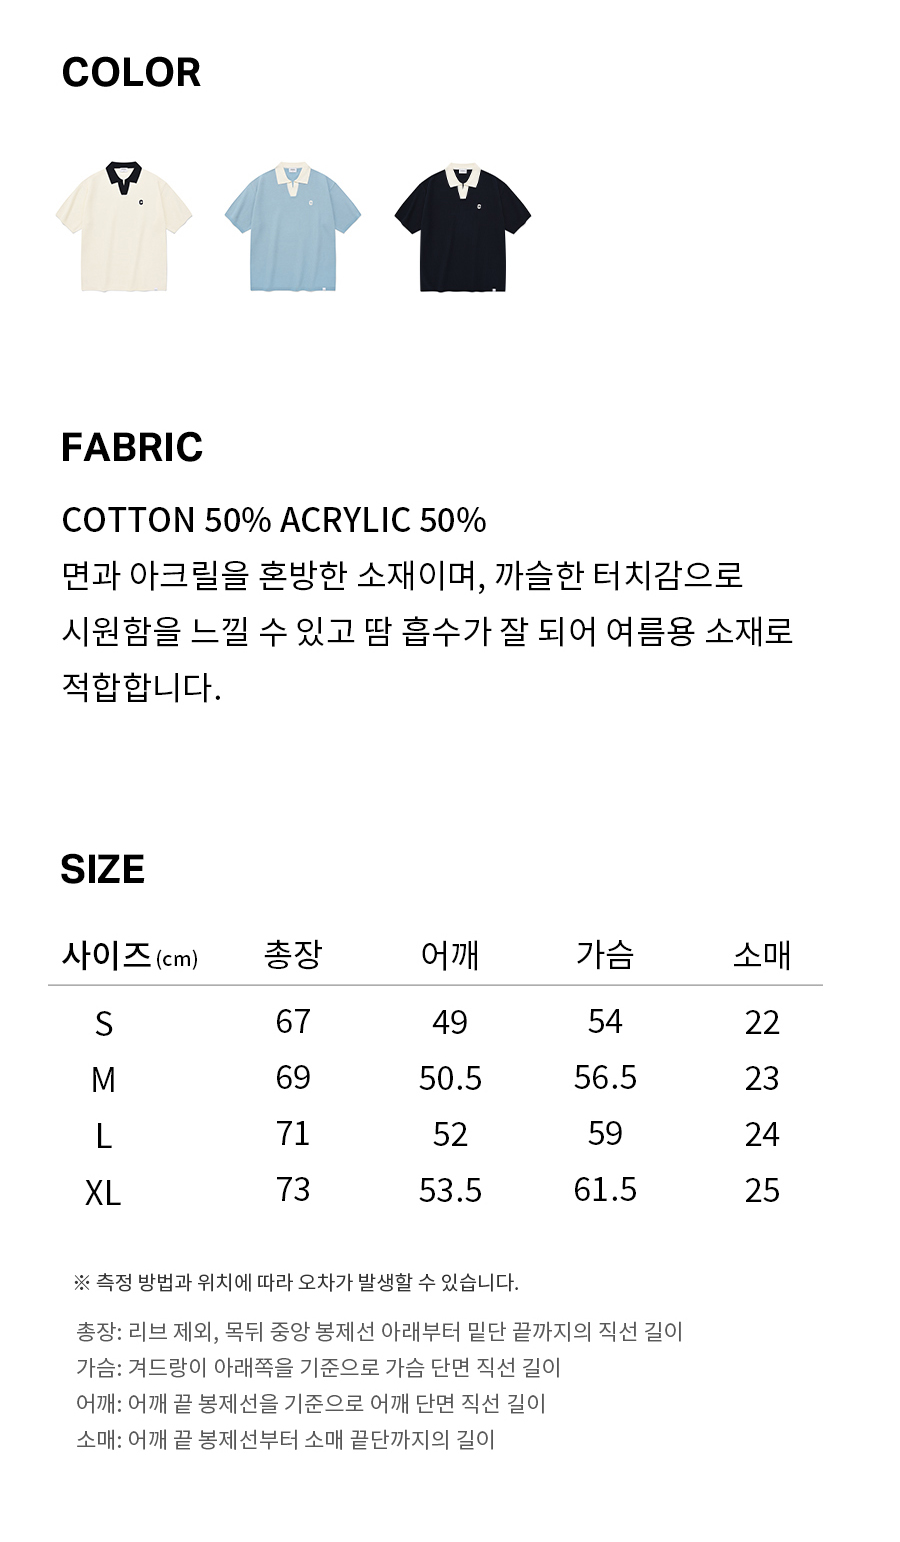 COLOR
FABRIC
COTTON 50% ACRYLIC 50%
면과 아크릴을 혼방한 소재이며, 까슬한 터치감으로
시원함을 느낄 수 있고 땀 흡수가 잘 되어 여름용 소재로
적합합니다.
SIZE
사이즈(cm) 총장 어깨 가슴 소매
S 67 49 54 22
M 69 50.5 56.5 23
L 71 52 59 24
XL 73 53.5 61.5 25
※ 측정 방법과 위치에 따라 오차가 발생할 수 있습니다.
총장: 리브 제외, 목뒤 중앙 봉제선 아래부터 밑단 끝까지의 직선 길이
가슴: 겨드랑이 아래쪽을 기준으로 가슴 단면 직선 길이
어깨: 어깨 끝 봉제선을 기준으로 어깨 단면 직선 길이
소매: 어깨 끝 봉제선부터 소매 끝단까지의 길이